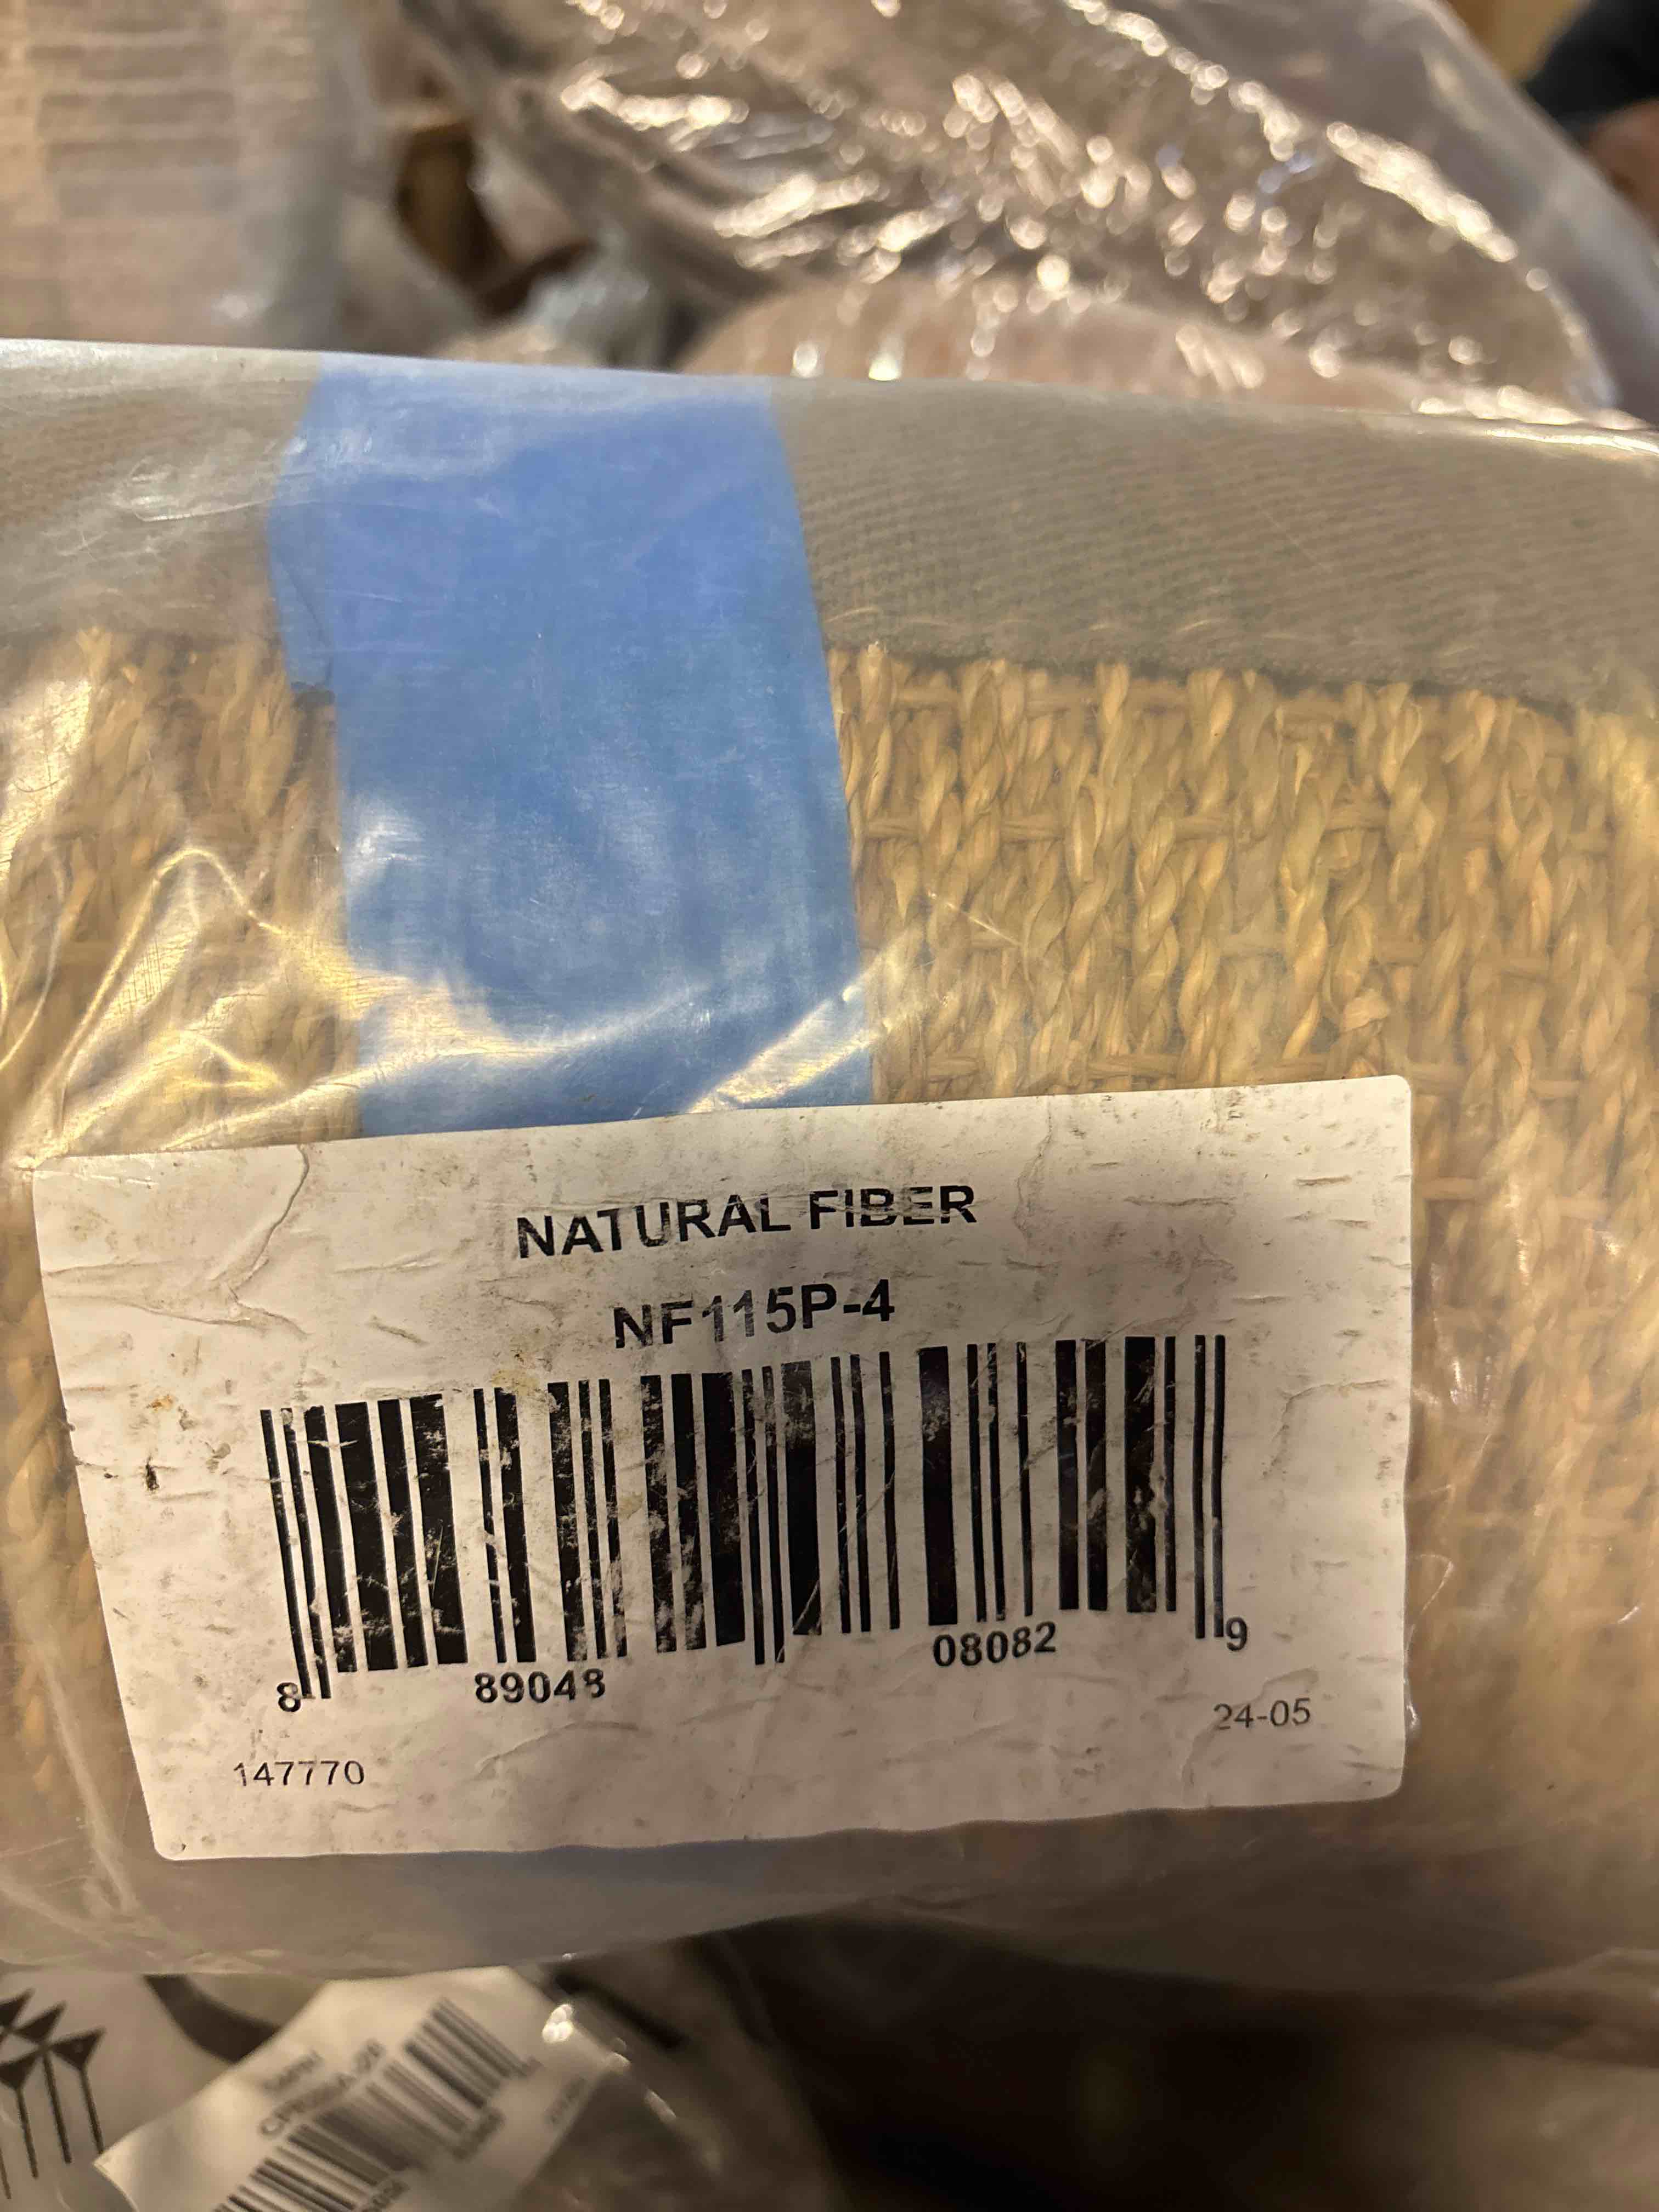 NATURAL FIBER
NF115P-4
8 89048 08082 9
24-05
147770